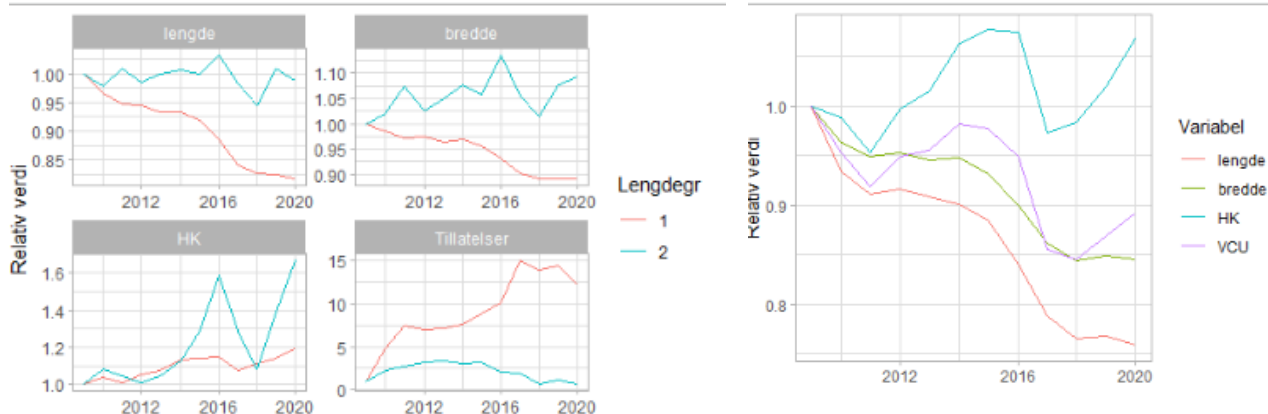 lengde
1.00
0.95
0.90
0.85
2012 2016 2020
bredde
1.10
1.05
1.00
0.95
0.90
2012 2016 2020
HK
1.6
1.4
1.2
1.0
2012 2016 2020
Tillatelser
15
10
5
0
2012 2016 2020
Relativ verdi
Lengdegr
1
2
1.0
0.9
0.8
2012 2016 2020
Relativ verdi
Variabel
lengde
bredde
HK
VCU